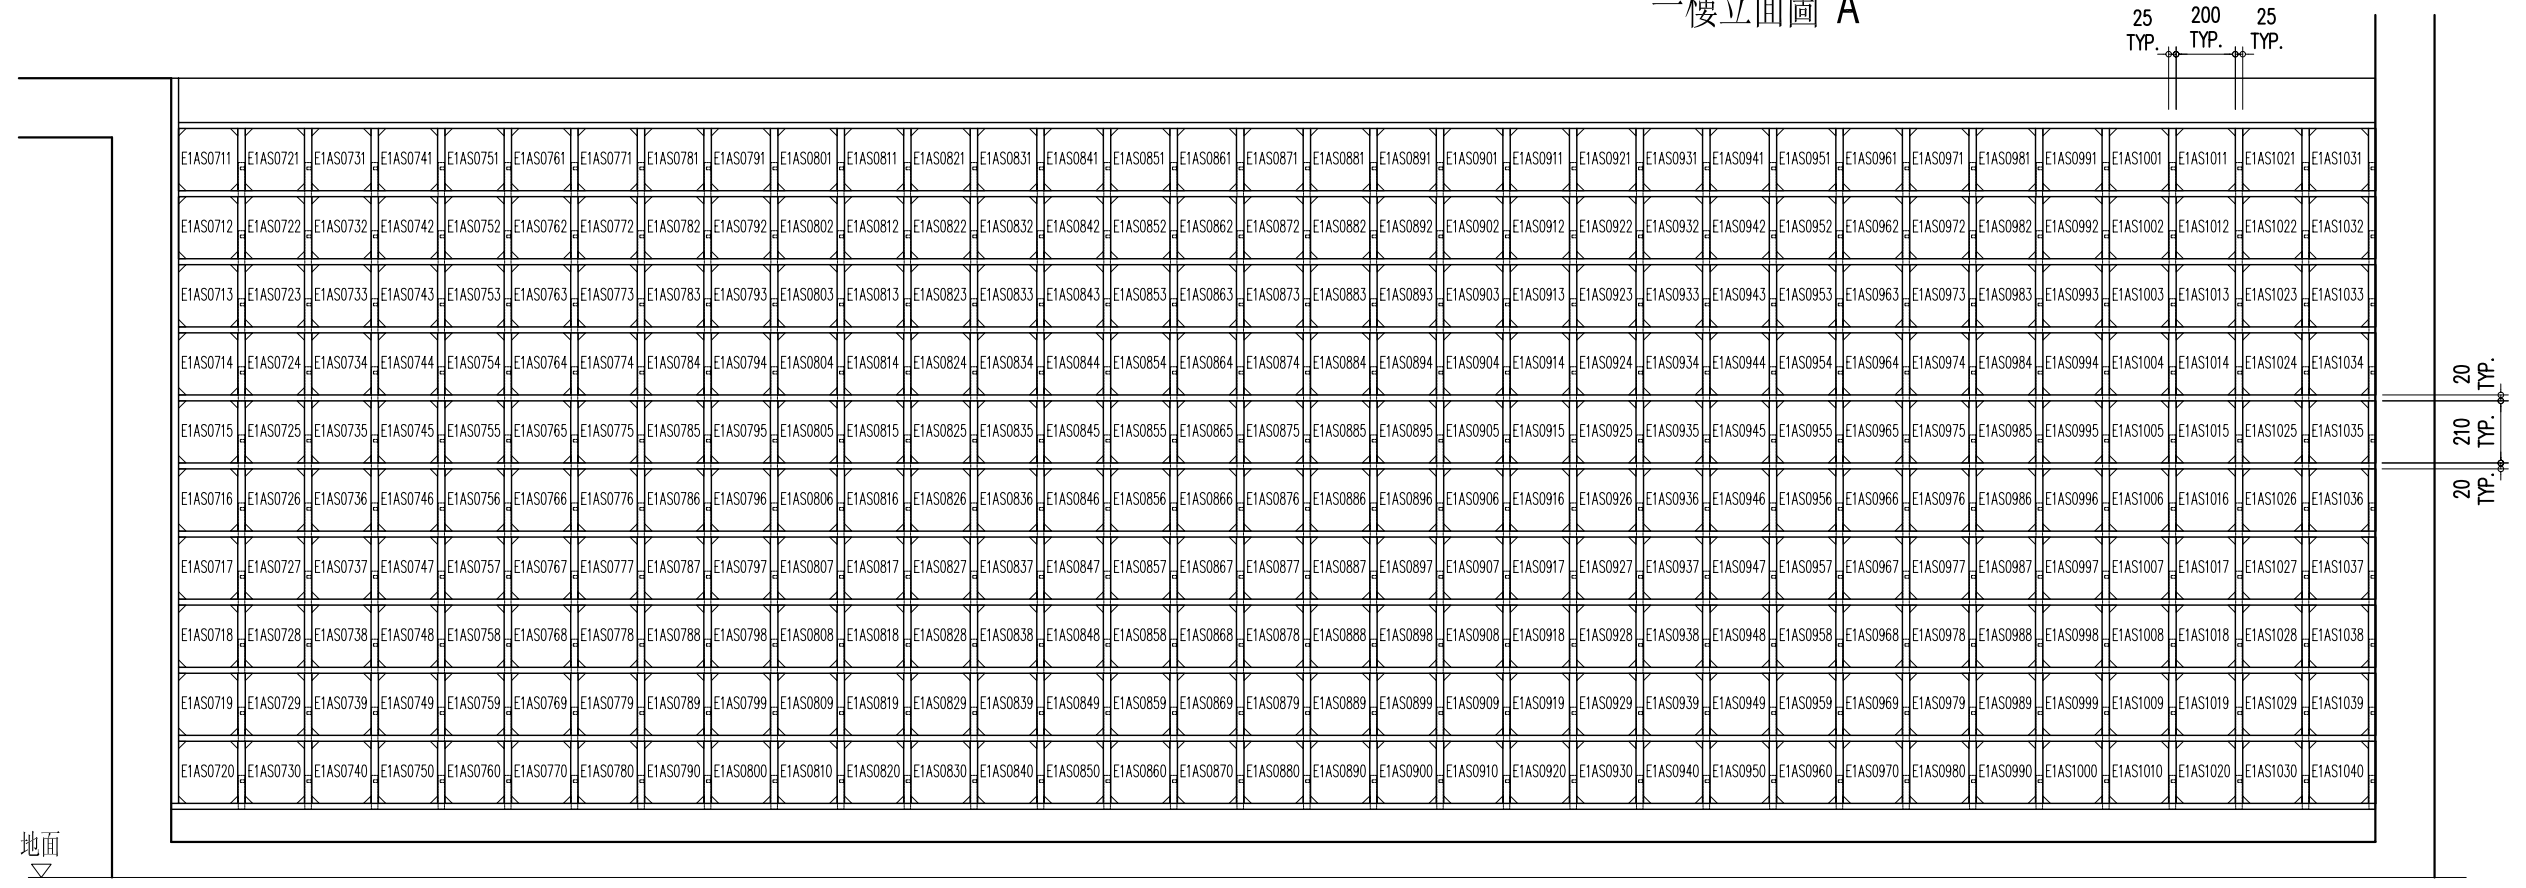 一樓立面圖 A
25 200 25
TYP. TYP. TYP.
E1AS0711 E1AS0721 E1AS0731 E1AS0741 E1AS0751 E1AS0761 E1AS0771 E1AS0781 E1AS0791 E1AS0801 E1AS0811 E1AS0821 E1AS0831 E1AS0841 E1AS0851 E1AS0861 E1AS0871 E1AS0881 E1AS0891 E1AS0901 E1AS0911 E1AS0921 E1AS0931 E1AS0941 E1AS0951 E1AS0961 E1AS0971 E1AS0981 E1AS0991 E1AS1001 E1AS1011 E1AS1021 E1AS1031
E1AS0712 E1AS0722 E1AS0732 E1AS0742 E1AS0752 E1AS0762 E1AS0772 E1AS0782 E1AS0792 E1AS0802 E1AS0812 E1AS0822 E1AS0832 E1AS0842 E1AS0852 E1AS0862 E1AS0872 E1AS0882 E1AS0892 E1AS0902 E1AS0912 E1AS0922 E1AS0932 E1AS0942 E1AS0952 E1AS0962 E1AS0972 E1AS0982 E1AS0992 E1AS1002 E1AS1012 E1AS1022 E1AS1032
E1AS0713 E1AS0723 E1AS0733 E1AS0743 E1AS0753 E1AS0763 E1AS0773 E1AS0783 E1AS0793 E1AS0803 E1AS0813 E1AS0823 E1AS0833 E1AS0843 E1AS0853 E1AS0863 E1AS0873 E1AS0883 E1AS0893 E1AS0903 E1AS0913 E1AS0923 E1AS0933 E1AS0943 E1AS0953 E1AS0963 E1AS0973 E1AS0983 E1AS0993 E1AS1003 E1AS1013 E1AS1023 E1AS1033
E1AS0714 E1AS0724 E1AS0734 E1AS0744 E1AS0754 E1AS0764 E1AS0774 E1AS0784 E1AS0794 E1AS0804 E1AS0814 E1AS0824 E1AS0834 E1AS0844 E1AS0854 E1AS0864 E1AS0874 E1AS0884 E1AS0894 E1AS0904 E1AS0914 E1AS0924 E1AS0934 E1AS0944 E1AS0954 E1AS0964 E1AS0974 E1AS0984 E1AS0994 E1AS1004 E1AS1014 E1AS1024 E1AS1034
20 TYP.
E1AS0715 E1AS0725 E1AS0735 E1AS0745 E1AS0755 E1AS0765 E1AS0775 E1AS0785 E1AS0795 E1AS0805 E1AS0815 E1AS0825 E1AS0835 E1AS0845 E1AS0855 E1AS0865 E1AS0875 E1AS0885 E1AS0895 E1AS0905 E1AS0915 E1AS0925 E1AS0935 E1AS0945 E1AS0955 E1AS0965 E1AS0975 E1AS0985 E1AS0995 E1AS1005 E1AS1015 E1AS1025 E1AS1035
210 TYP.
E1AS0716 E1AS0726 E1AS0736 E1AS0746 E1AS0756 E1AS0766 E1AS0776 E1AS0786 E1AS0796 E1AS0806 E1AS0816 E1AS0826 E1AS0836 E1AS0846 E1AS0856 E1AS0866 E1AS0876 E1AS0886 E1AS0896 E1AS0906 E1AS0916 E1AS0926 E1AS0936 E1AS0946 E1AS0956 E1AS0966 E1AS0976 E1AS0986 E1AS0996 E1AS1006 E1AS1016 E1AS1026 E1AS1036
20 TYP.
E1AS0717 E1AS0727 E1AS0737 E1AS0747 E1AS0757 E1AS0767 E1AS0777 E1AS0787 E1AS0797 E1AS0807 E1AS0817 E1AS0827 E1AS0837 E1AS0847 E1AS0857 E1AS0867 E1AS0877 E1AS0887 E1AS0897 E1AS0907 E1AS0917 E1AS0927 E1AS0937 E1AS0947 E1AS0957 E1AS0967 E1AS0977 E1AS0987 E1AS0997 E1AS1007 E1AS1017 E1AS1027 E1AS1037
E1AS0718 E1AS0728 E1AS0738 E1AS0748 E1AS0758 E1AS0768 E1AS0778 E1AS0788 E1AS0798 E1AS0808 E1AS0818 E1AS0828 E1AS0838 E1AS0848 E1AS0858 E1AS0868 E1AS0878 E1AS0888 E1AS0898 E1AS0908 E1AS0918 E1AS0928 E1AS0938 E1AS0948 E1AS0958 E1AS0968 E1AS0978 E1AS0988 E1AS0998 E1AS1008 E1AS1018 E1AS1028 E1AS1038
E1AS0719 E1AS0729 E1AS0739 E1AS0749 E1AS0759 E1AS0769 E1AS0779 E1AS0789 E1AS0799 E1AS0809 E1AS0819 E1AS0829 E1AS0839 E1AS0849 E1AS0859 E1AS0869 E1AS0879 E1AS0889 E1AS0899 E1AS0909 E1AS0919 E1AS0929 E1AS0939 E1AS0949 E1AS0959 E1AS0969 E1AS0979 E1AS0989 E1AS0999 E1AS1009 E1AS1019 E1AS1029 E1AS1039
E1AS0720 E1AS0730 E1AS0740 E1AS0750 E1AS0760 E1AS0770 E1AS0780 E1AS0790 E1AS0800 E1AS0810 E1AS0820 E1AS0830 E1AS0840 E1AS0850 E1AS0860 E1AS0870 E1AS0880 E1AS0890 E1AS0900 E1AS0910 E1AS0920 E1AS0930 E1AS0940 E1AS0950 E1AS0960 E1AS0970 E1AS0980 E1AS0990 E1AS1000 E1AS1010 E1AS1020 E1AS1030 E1AS1040
地面